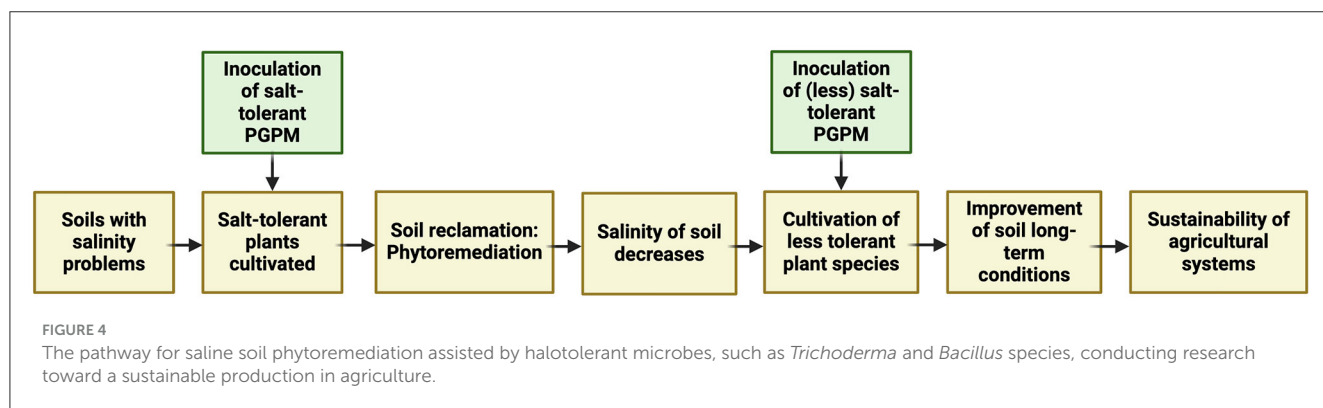 Inoculation
of salt-
tolerant
PGPM
Inoculation
of (less) salt-
tolerant
PGPM
Soils with
salinity
problems
Salt-tolerant
plants
cultivated
Soil reclamation:
Phytoremediation
Salinity of soil
decreases
Cultivation of
less tolerant
plant species
Improvement
of soil long-
term
conditions
Sustainability of
agricultural
systems
FIGURE 4
The pathway for saline soil phytoremediation assisted by halotolerant microbes, such as Trichoderma and Bacillus species, conducting research
toward a sustainable production in agriculture.